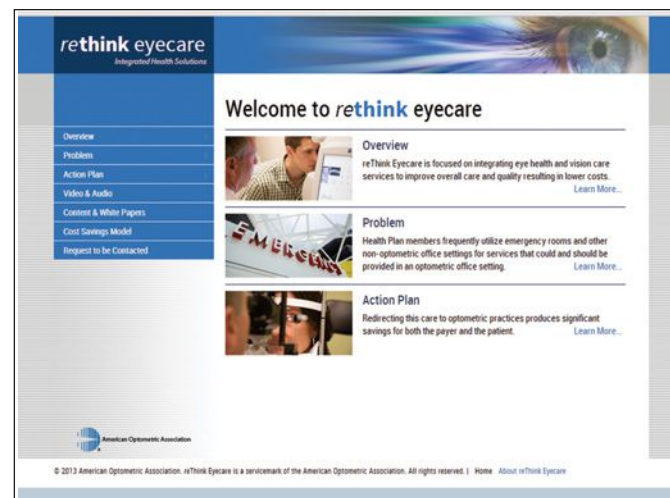 rethink eyecare
Integrated Health Solutions
Welcome to rethink eyecare
Overview
Problem
Action Plan
Video & Audio
Content & White Papers
Cost Savings Model
Request to be Contacted
Overview
reThink Eyecare is focused on integrating eye health and vision care
services to improve overall care and quality resulting in lower costs.
Learn More...
EMERGENCY
Problem
Health Plan members frequently utilize emergency rooms and other
non-optometric office settings for services that could and should be
provided in an optometric office setting. Learn More...
Action Plan
Redirecting this care to optometric practices produces significant
savings for both the payer and the patient. Learn More...
American Optometric Association
© 2013 American Optometric Association. reThink Eyecare is a servicemark of the American Optometric Association. All rights reserved. | Home About reThink Eyecare